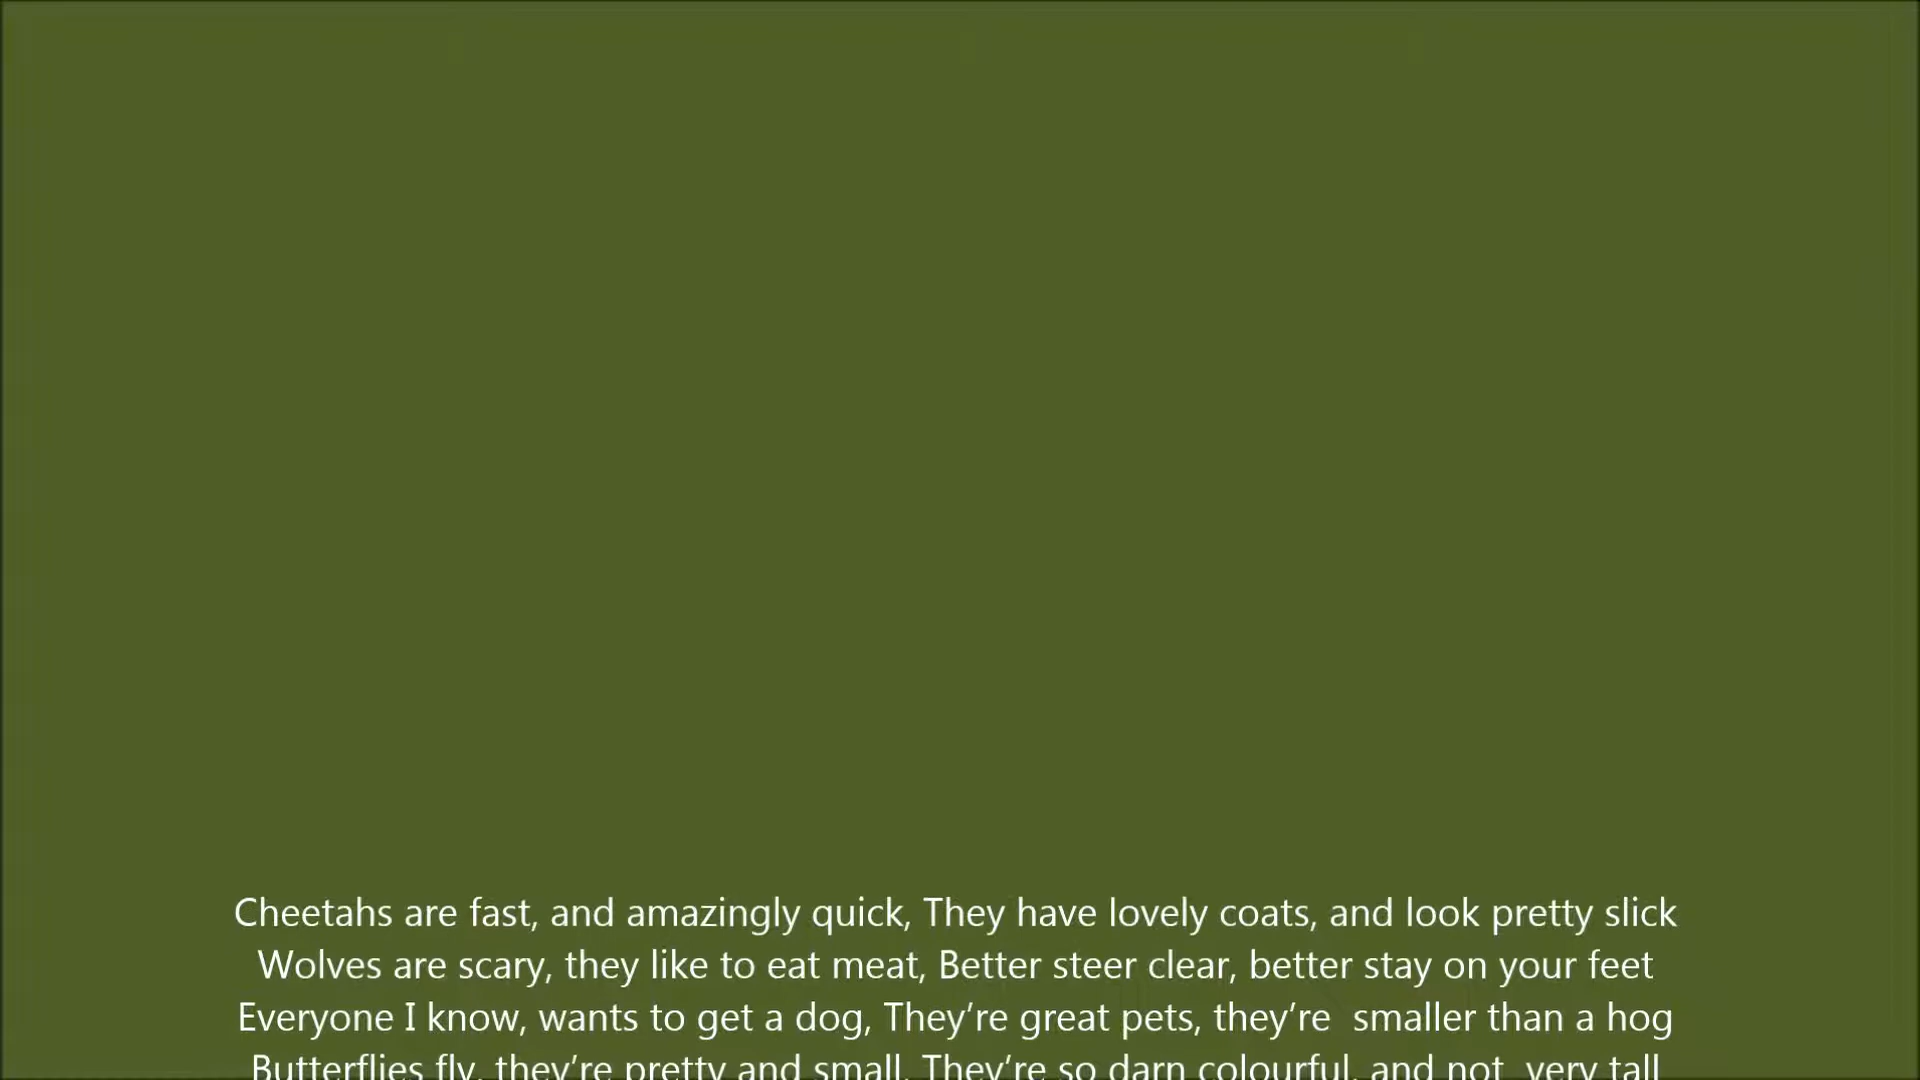 Cheetahs are fast, and amazingly quick, They have lovely coats, and look pretty slick
Wolves are scary, they like to eat meat, Better steer clear, better stay on your feet
Everyone I know, wants to get a dog, They’re great pets, they’re  smaller than a hog
Butterflies fly, they’re pretty and small, They’re so darn colourful, and not  very tall